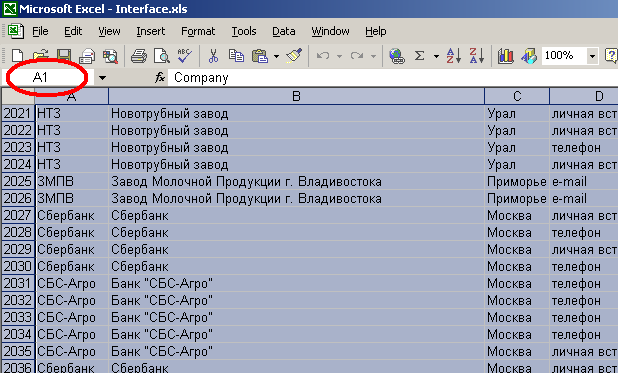 Microsoft Excel - Interface.xls
File Edit View Insert Format Tools Data Window Help
100%
A1 fx Company
A B C D
2021 НТЗ Новотрубный завод Урал личная вст
2022 НТЗ Новотрубный завод Урал личная вст
2023 НТЗ Новотрубный завод Урал телефон
2024 НТЗ Новотрубный завод Урал личная вст
2025 ЗМПВ Завод Молочной Продукции г. Владивостока Приморье e-mail
2026 ЗМПВ Завод Молочной Продукции г. Владивостока Приморье e-mail
2027 Сбербанк Сбербанк Москва личная вст
2028 Сбербанк Сбербанк Москва телефон
2029 Сбербанк Сбербанк Москва личная вст
2030 Сбербанк Сбербанк Москва телефон
2031 СБС-Агро Банк "СБС-Агро" Москва телефон
2032 СБС-Агро Банк "СБС-Агро" Москва телефон
2033 СБС-Агро Банк "СБС-Агро" Москва телефон
2034 СБС-Агро Банк "СБС-Агро" Москва телефон
2035 СБС-Агро Банк "СБС-Агро" Москва личная вст
2036 Сбербанк Сбербанк Москва личная вст